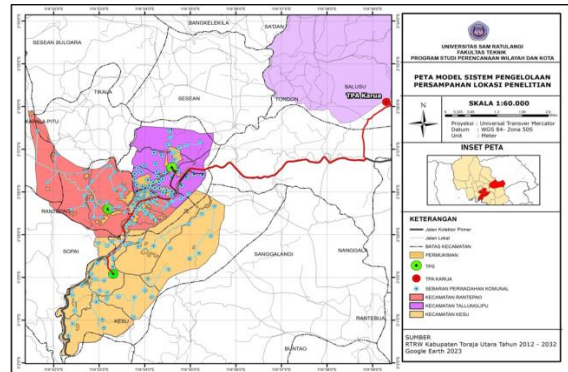 BANGKELEKILA
SA'DAN
SESEAN BULOARA
TIKALA
SESEAN
BALUSU
TPA Karua
TONDON
KAPALA PITU
RANTEPAO
SOPAI
SANGGALANGI
NANGGALA
KESU
RANTEBUA
BUNTAO
UNIVERSITAS SAM RATULANGI
FAKULTAS TEKNIK
PROGRAM STUDI PERENCANAAN WILAYAH DAN KOTA
PETA MODEL SISTEM PENGELOLAAN
PERSAMPAHAN LOKASI PENELITIAN
SKALA 1:60.000
Proyeksi : Universal Transver Mercator
Datum : WGS 84- Zona 50S
Unit : Meter
INSET PETA
KETERANGAN
Jalan Kolektor Primer
Jalan Lokal
BATAS KECAMATAN
PERMUKIMAN
TPS
TPA KARUA
SEBARAN PERWADAHAN KOMUNAL
KECAMATAN RANTEPAO
KECAMATAN TALLUNGLIPU
KECAMATAN KESU
SUMBER
RTRW Kabupaten Toraja Utara Tahun 2012 - 2032
Google Earth 2023